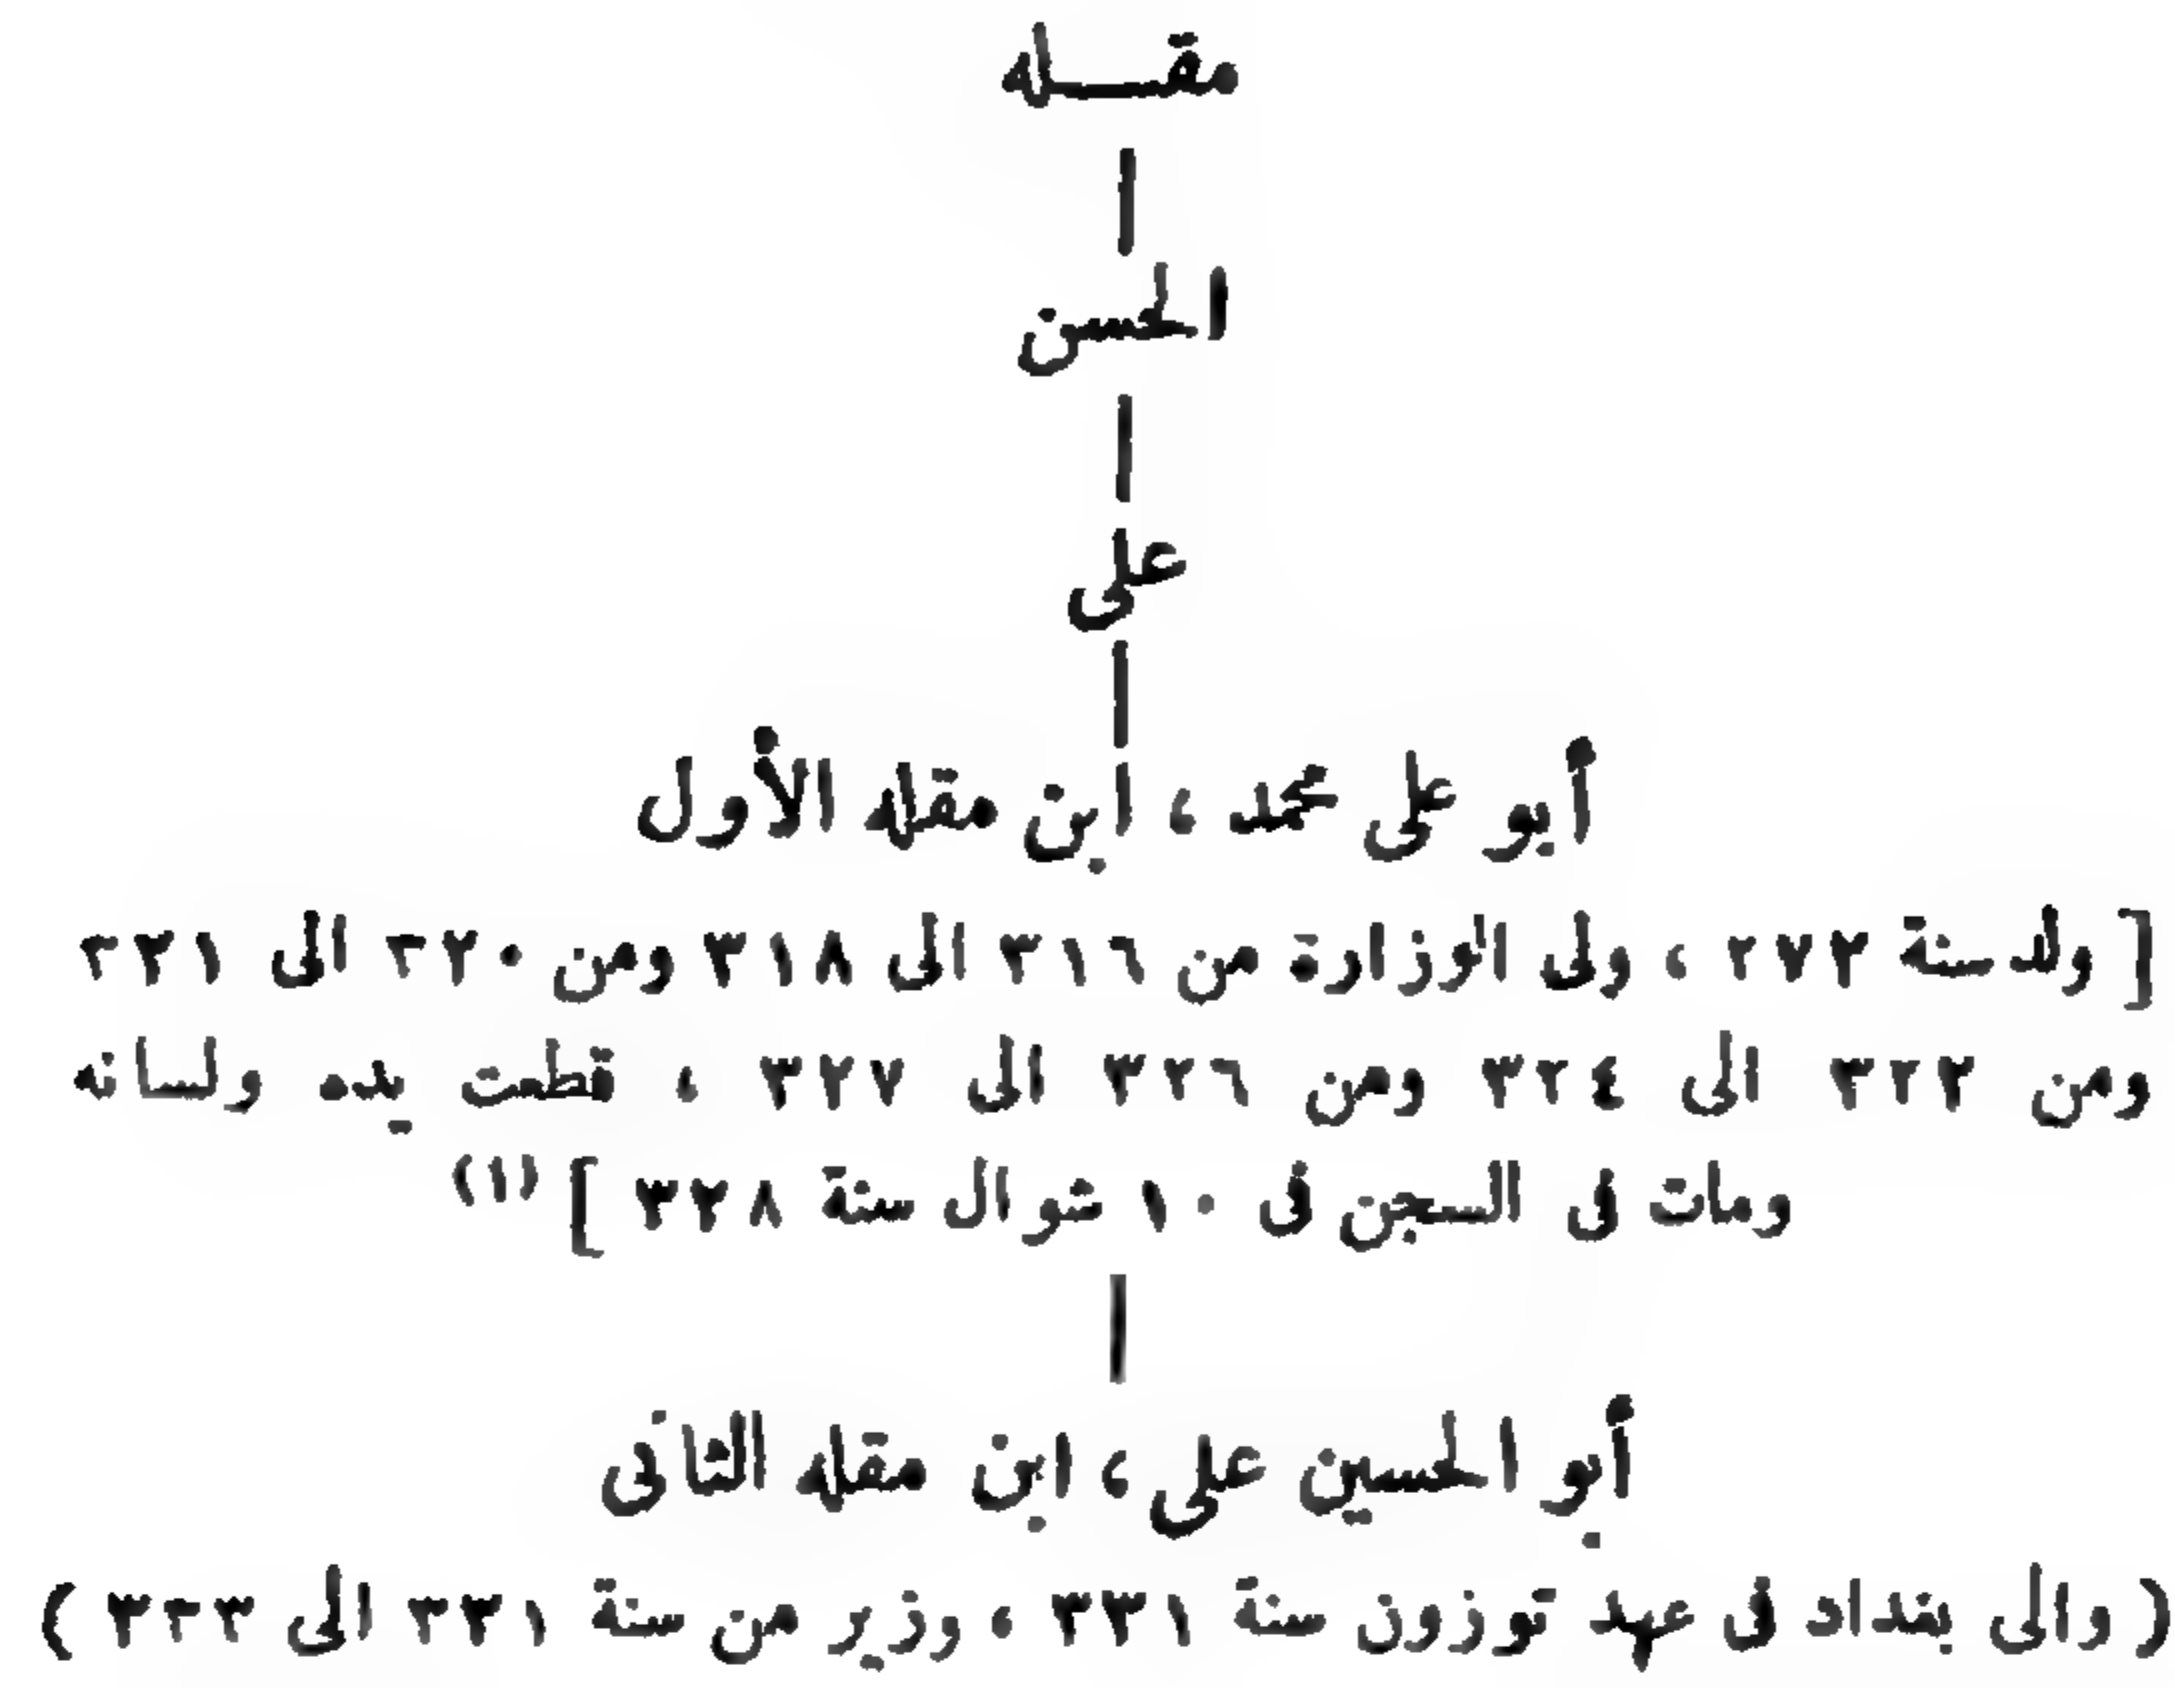 مقـــله
الحسن
على
أبو على محمد ، ابن مقله الأول
[ ولد سنة ٢٧٢ ، ولى الوزارة من ٣١٦ الى ٣١٨ ومن ٣٢٠ الى ٣٢١
ومن ٣٢٢ الى ٣٢٤ ومن ٣٢٦ الى ٣٢٧ ، قطعت يده ولسانه
ومات فى السجن فى ١٠ شوال سنة ٣٢٨ ] (١)
أبو الحسين على ، ابن مقله الثانى
( والى بغداد فى عهد توزون سنة ٣٣١ ، وزير من سنة ٣٣١ الى ٣٣٣ )